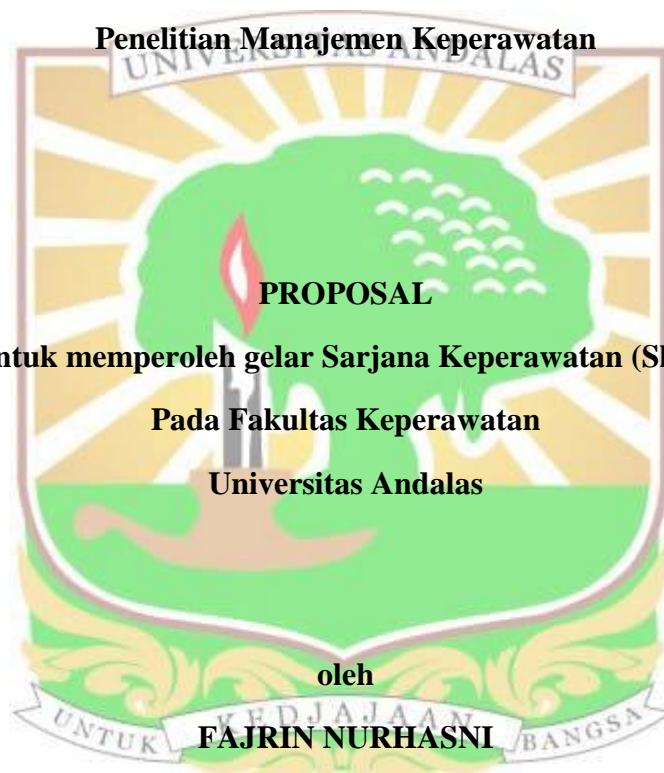 Penelitian Manajemen Keperawatan
UNIVERSITAS ANDALAS
PROPOSAL
ntuk memperoleh gelar Sarjana Keperawatan
Pada Fakultas Keperawatan
Universitas Andalas
oleh
UNTUK KEDJAJAAN BANGSA
FAJRIN NURHASNI